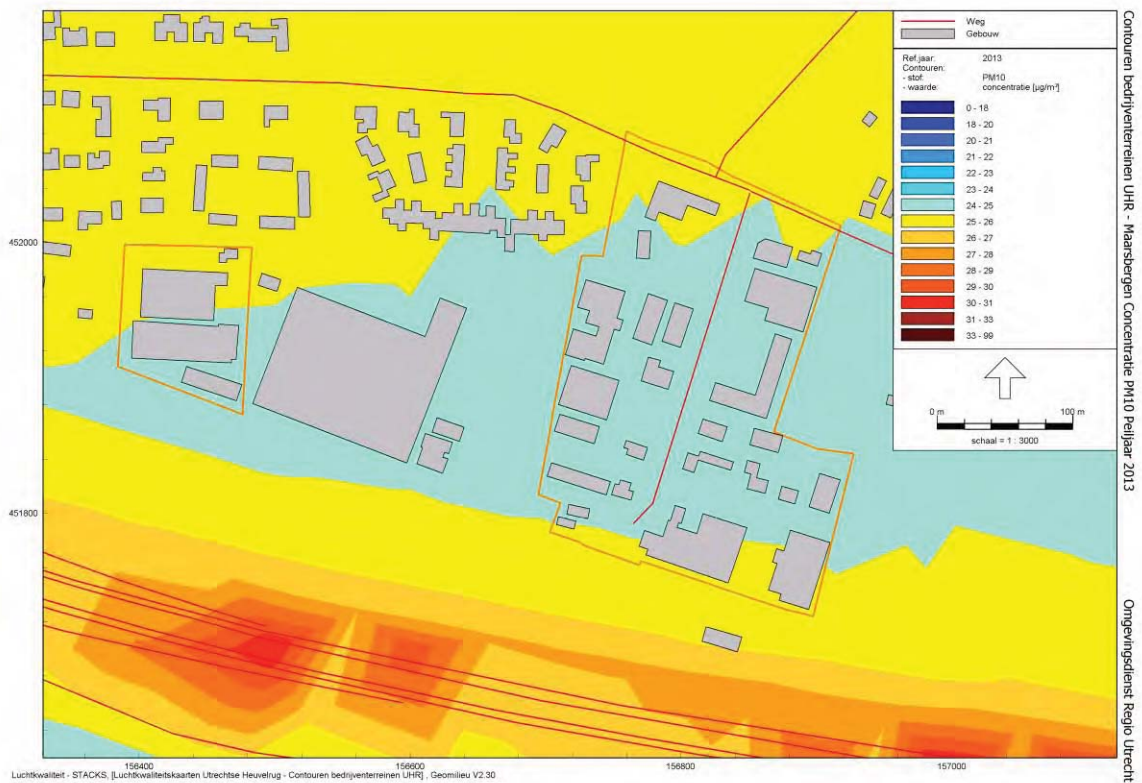 Contouren bedrijventerreinen UHR - Maarsbergen Concentratie PM10 Peiljaar 2013
Omgevingsdienst Regio Utrecht
Weg
Gebouw
Ref.jaar: 2013
Contouren:
- stof: PM10
- waarde: concentratie [µg/m³]
0 - 18
18 - 20
20 - 21
21 - 22
22 - 23
23 - 24
24 - 25
25 - 26
26 - 27
27 - 28
28 - 29
29 - 30
30 - 31
31 - 33
33 - 99
0 m 100 m
schaal = 1 : 3000
452000
451800
156400 156600 156800 157000
Luchtkwaliteit - STACKS, [Luchtkwaliteitskaarten Utrechtse Heuvelrug - Contouren bedrijventerreinen UHR] , Geomilieu V2.30